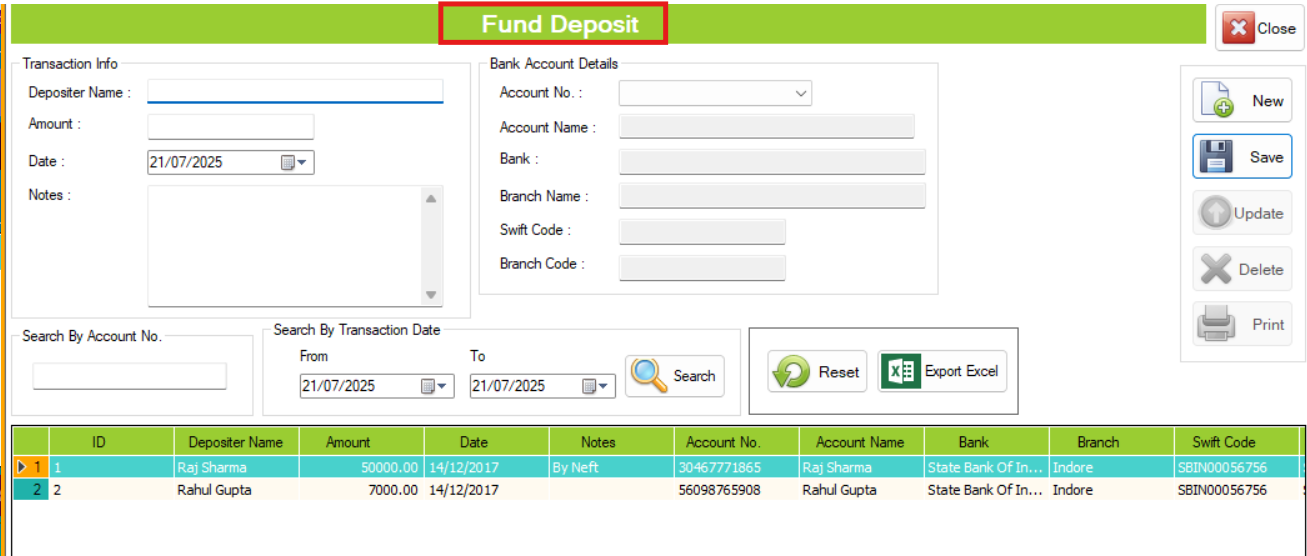 Fund Deposit
Close
Transaction Info
Depositer Name :
Amount :
Date : 21/07/2025
Notes :
Bank Account Details
Account No. :
Account Name :
Bank :
Branch Name :
Swift Code :
Branch Code :
New
Save
Update
Delete
Print
Search By Account No.
Search By Transaction Date
From To
21/07/2025 21/07/2025
Search
Reset
Export Excel
ID Depositer Name Amount Date Notes Account No. Account Name Bank Branch Swift Code
1 1 Raj Sharma 50000.00 14/12/2017 By Neft 30467771865 Raj Sharma State Bank Of In... Indore SBIN00056756
2 2 Rahul Gupta 7000.00 14/12/2017 56098765908 Rahul Gupta State Bank Of In... Indore SBIN00056756